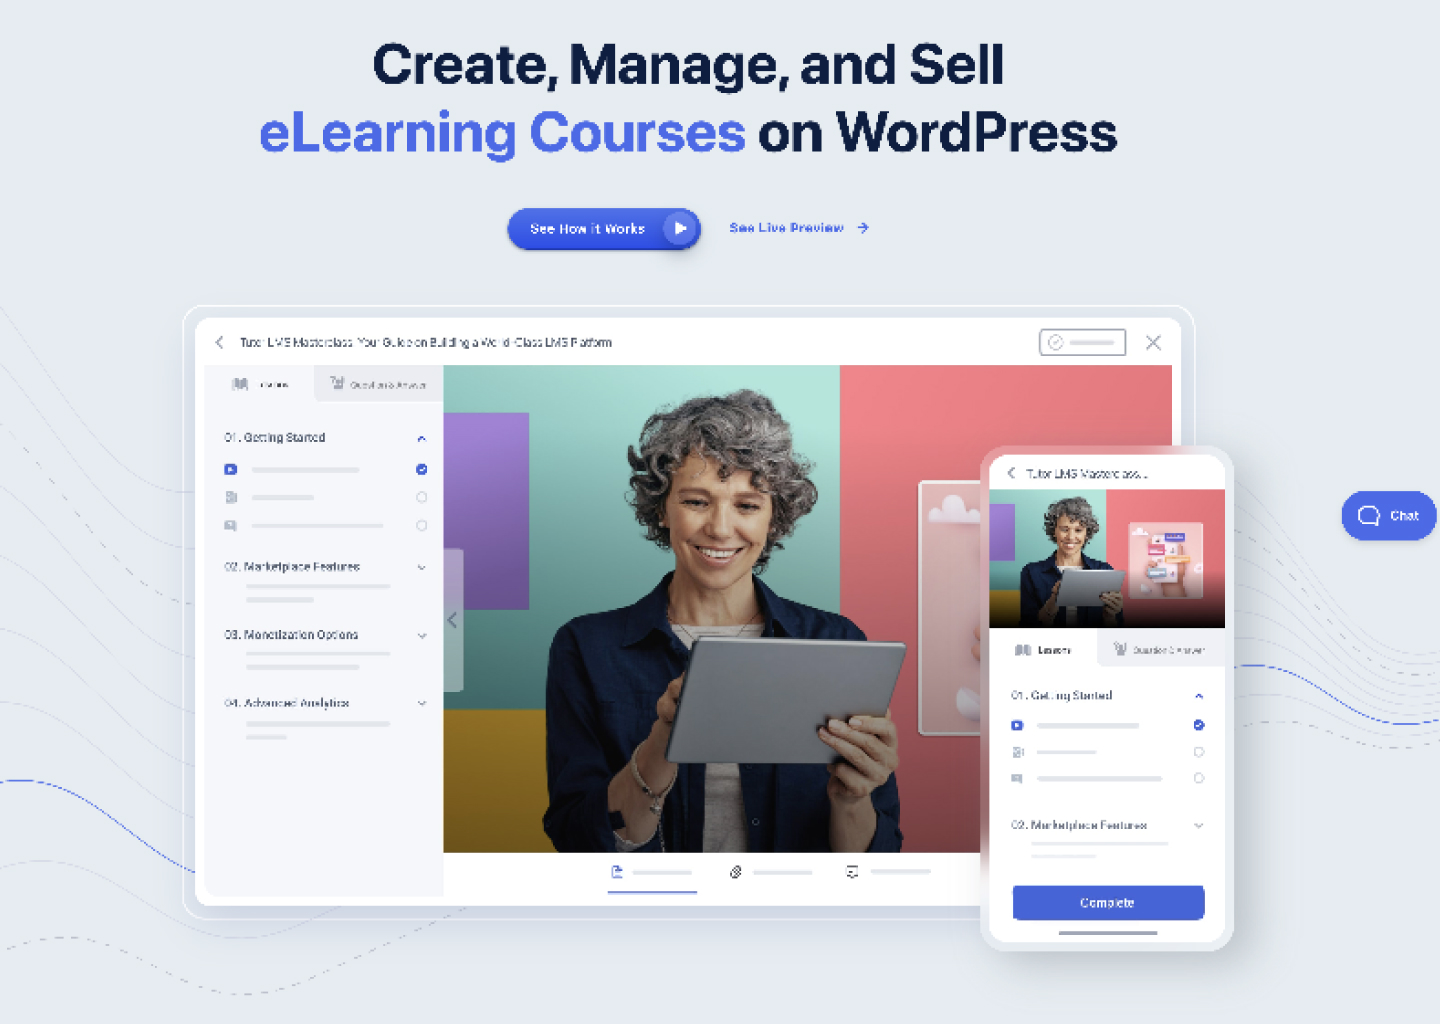 Create, Manage, and Sell
eLearning Courses on WordPress
See How it Works
See Live Preview
Tutor LMS Masterclass: Your Guide on Building a World-Class LMS Platform
Question & Answer
01. Getting Started
02. Marketplace Features
03. Monetization Options
04. Advanced Analytics
Tutor LMS Masterclass...
Lessons
Question & Answer
01. Getting Started
02. Marketplace Features
Complete
Chat